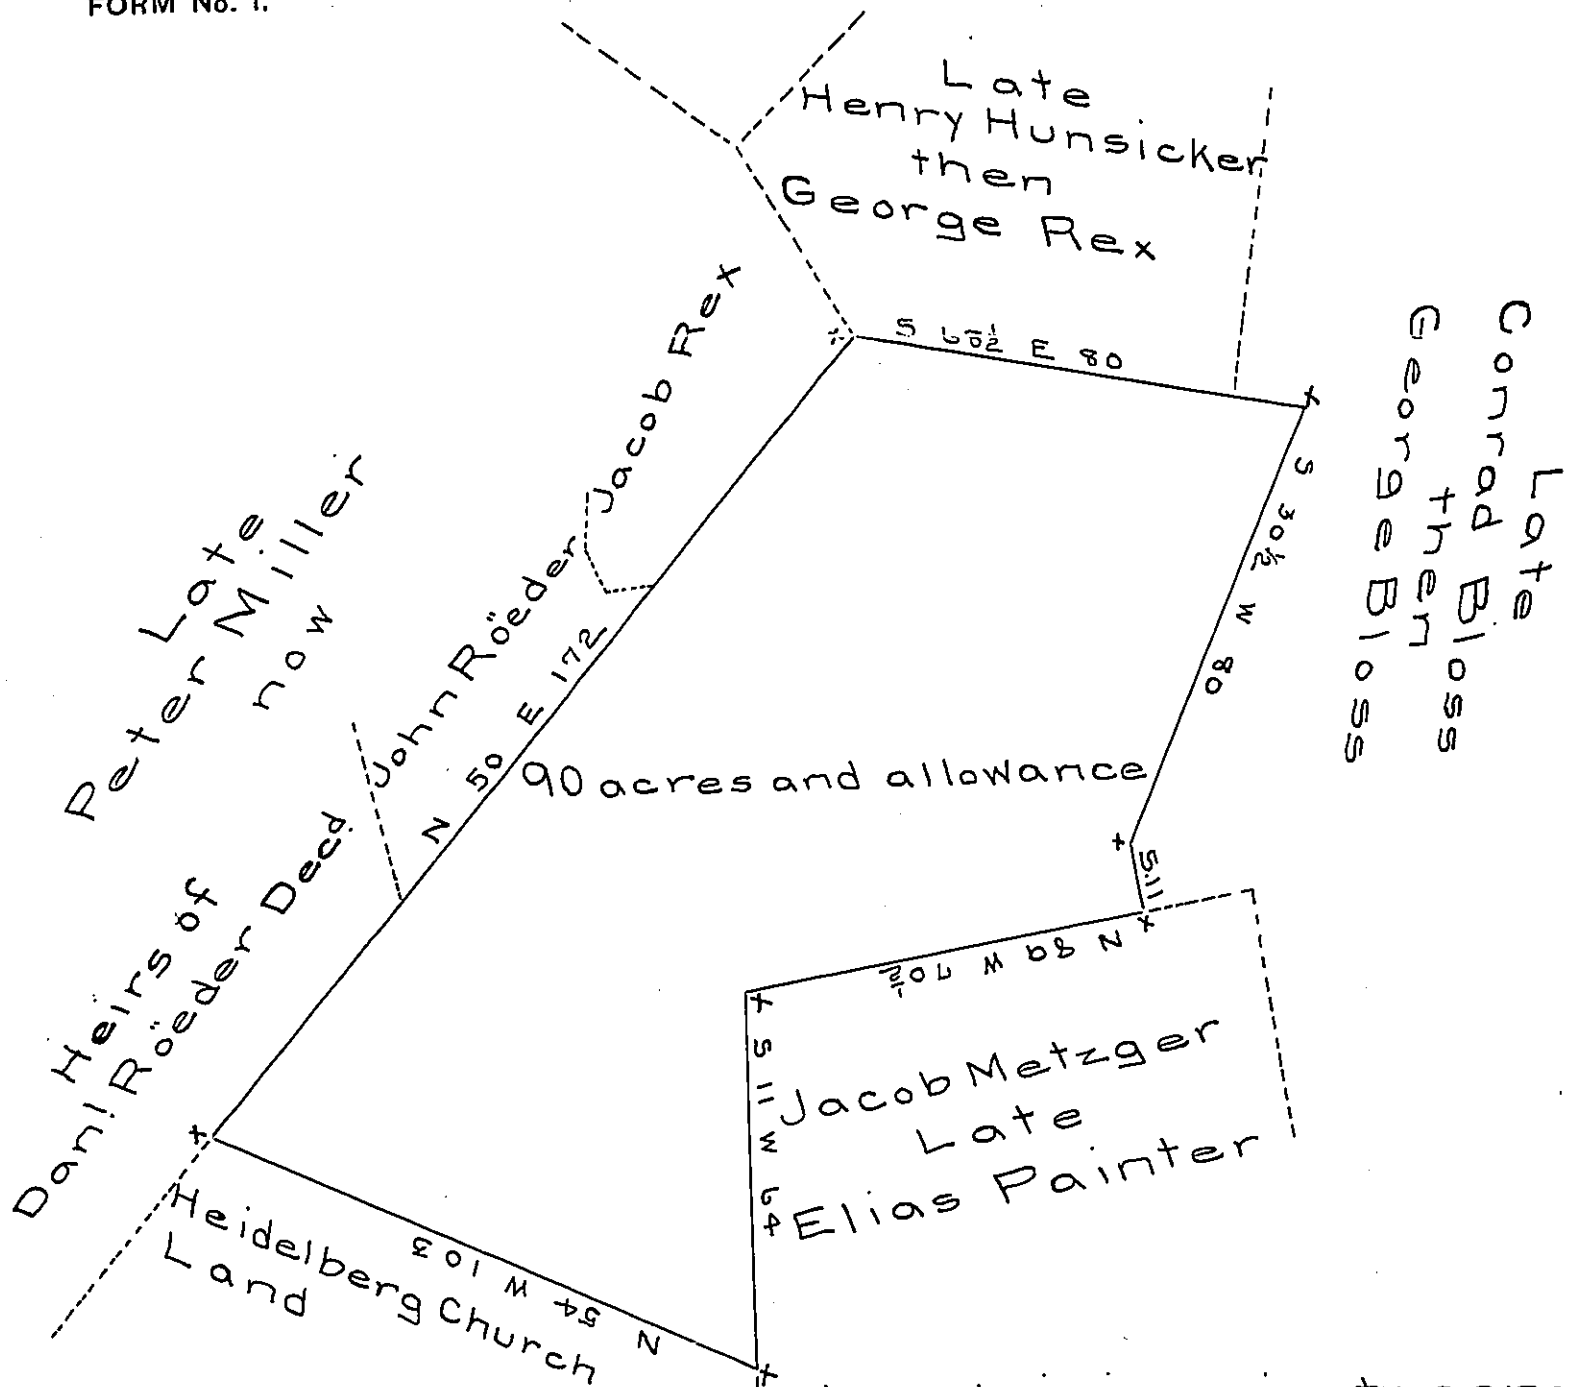 FORM No. 1.
Late
Henry Hunsicker
then
George Rex
S 60½ E 80
Late
Conrad Bloss
then
George Bloss
S 30½ W 80
Jacob Rex
Late
Peter Miller
now
John Röeder
N 50 E 172
90 acres and allowance
S.11
N 89 W 70½
Heirs of
Danl. Röeder Decd.
S 11 W 64
Jacob Metzger
Late
Elias Painter
Heidelberg Church
Land
N 54 W 103